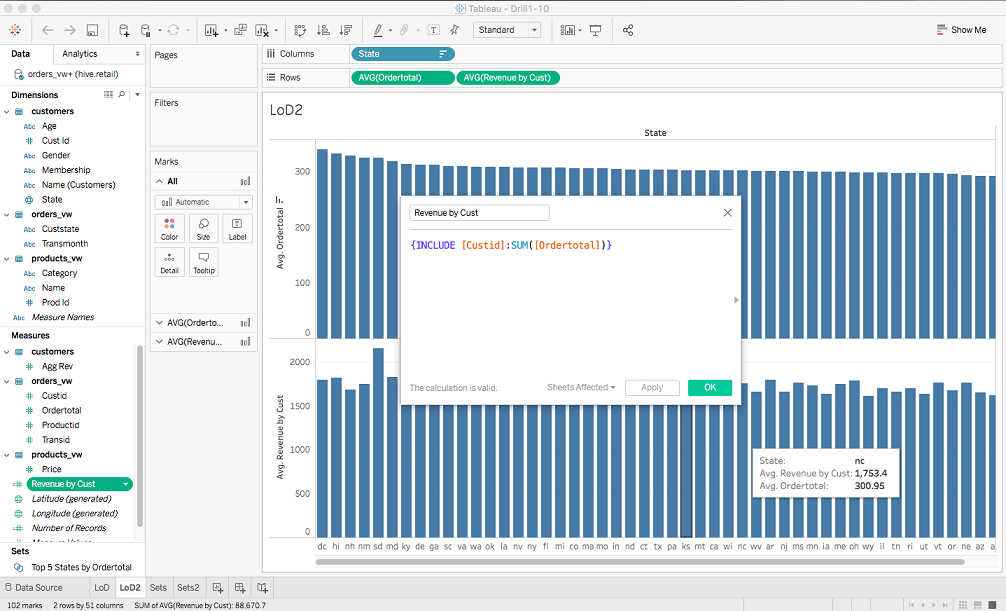 Tableau - Drill1-10
Standard
Show Me
Data
Analytics
orders_vw+ (hive.retail)
Dimensions
customers
Abc Age
Cust Id
Abc Gender
Abc Membership
Abc Name (Customers)
State
orders_vw
Abc Custstate
Abc Transmonth
products_vw
Abc Category
Abc Name
Prod Id
Abc Measure Names
Measures
customers
Agg Rev
orders_vw
Custid
Ordertotal
Productid
Transid
products_vw
Price
Revenue by Cust
Latitude (generated)
Longitude (generated)
Number of Records
Sets
Top 5 States by Ordertotal
Pages
Filters
Marks
All
Automatic
Color
Size
Label
Detail
Tooltip
AVG(Orderto...
AVG(Revenu...
Columns
State
Rows
AVG(Ordertotal)
AVG(Revenue by Cust)
LoD2
State
300
200
100
0
Avg. Ordertotal
2000
1500
1000
500
0
Avg. Revenue by Cust
Revenue by Cust
{INCLUDE [Custid]:SUM([Ordertotal])}
The calculation is valid.
Sheets Affected
Apply
OK
State: nc
Avg. Revenue by Cust: 1,753.4
Avg. Ordertotal: 300.95
dc hi nh nm sd md ky de ga sc va wa ok la nv ny fl mi co ma mo in nd ct tx pa ks mt ca wi nc wv ar nj ms mn ia me oh wy il tn ri ut vt or ne az a
Data Source
LoD
LoD2
Sets
Sets2
102 marks
2 rows by 51 columns
SUM of AVG(Revenue by Cust): 88,670.7